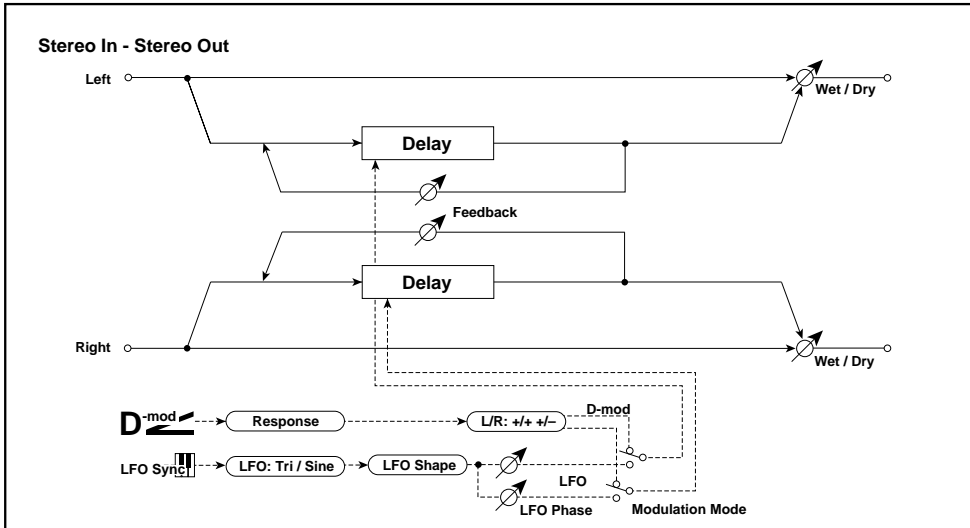 Stereo In - Stereo Out
Left
Wet / Dry
Delay
Feedback
Delay
Right
Wet / Dry
D-mod
Response
L/R: +/+ +/–
D-mod
LFO Sync
LFO: Tri / Sine
LFO Shape
LFO
LFO Phase
Modulation Mode